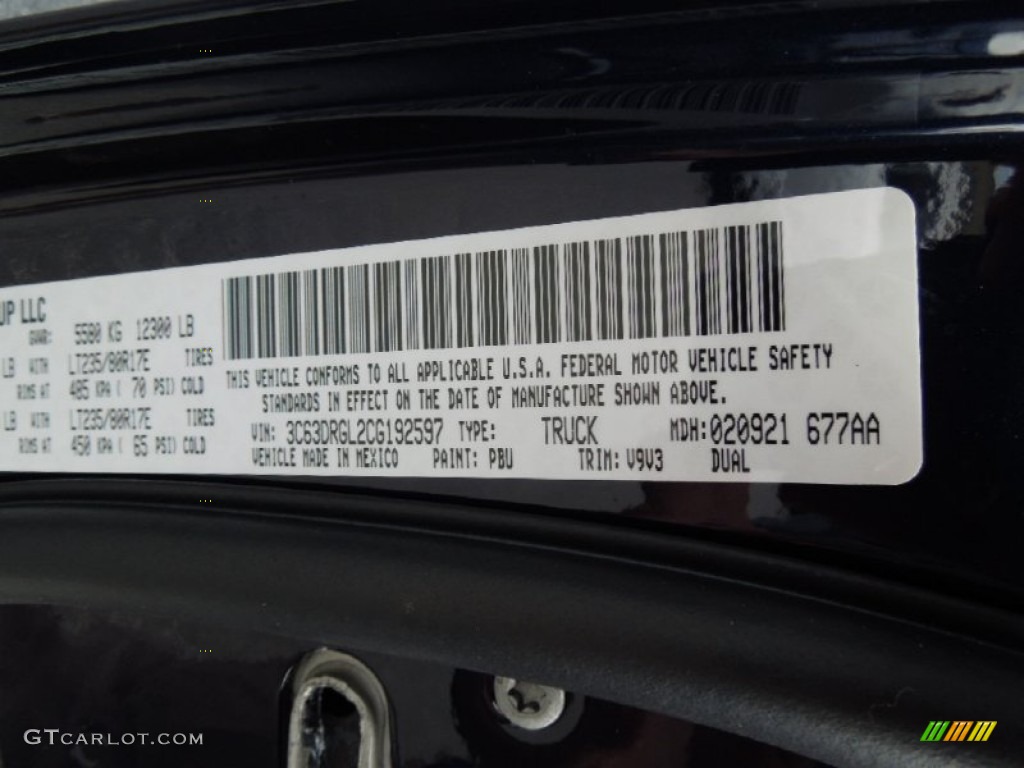 UP LLC
GVWR: 5580 KG 12300 LB
LB WITH LT235/80R17E TIRES
RIMS AT 485 KPA ( 70 PSI) COLD
LB WITH LT235/80R17E TIRES
RIMS AT 450 KPA ( 65 PSI) COLD
THIS VEHICLE CONFORMS TO ALL APPLICABLE U.S.A. FEDERAL MOTOR VEHICLE SAFETY
STANDARDS IN EFFECT ON THE DATE OF MANUFACTURE SHOWN ABOVE.
VIN: 3C63DRGL2CG192597 TYPE: TRUCK MDH:020921 677AA
VEHICLE MADE IN MEXICO PAINT: PBU TRIM: V9V3 DUAL
GTCARLOT.COM